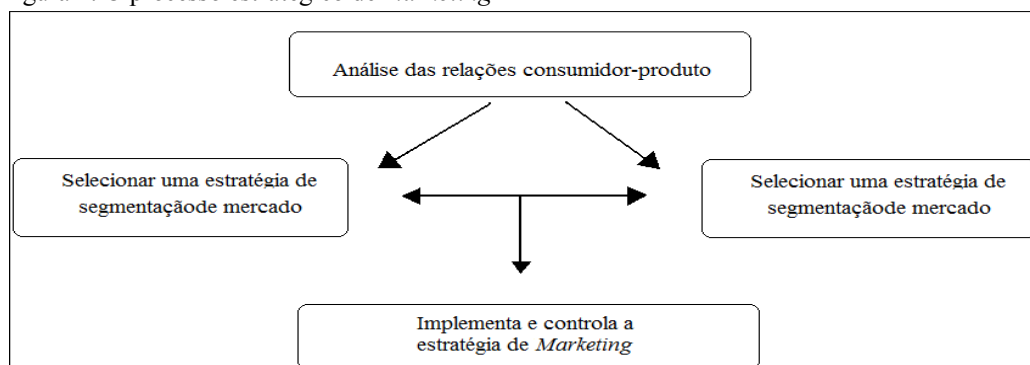 Análise das relações consumidor-produto
Selecionar uma estratégia de
segmentaçãode mercado
Selecionar uma estratégia de
segmentaçãode mercado
Implementa e controla a
estratégia de Marketing